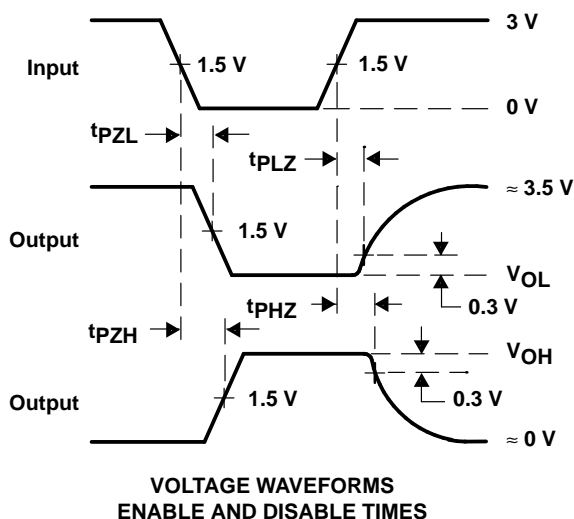 3 V
Input
1.5 V
1.5 V
0 V
tPZL
tPLZ
≈ 3.5 V
Output
1.5 V
VOL
0.3 V
tPZH
tPHZ
VOH
Output
1.5 V
0.3 V
≈ 0 V
VOLTAGE WAVEFORMS
ENABLE AND DISABLE TIMES